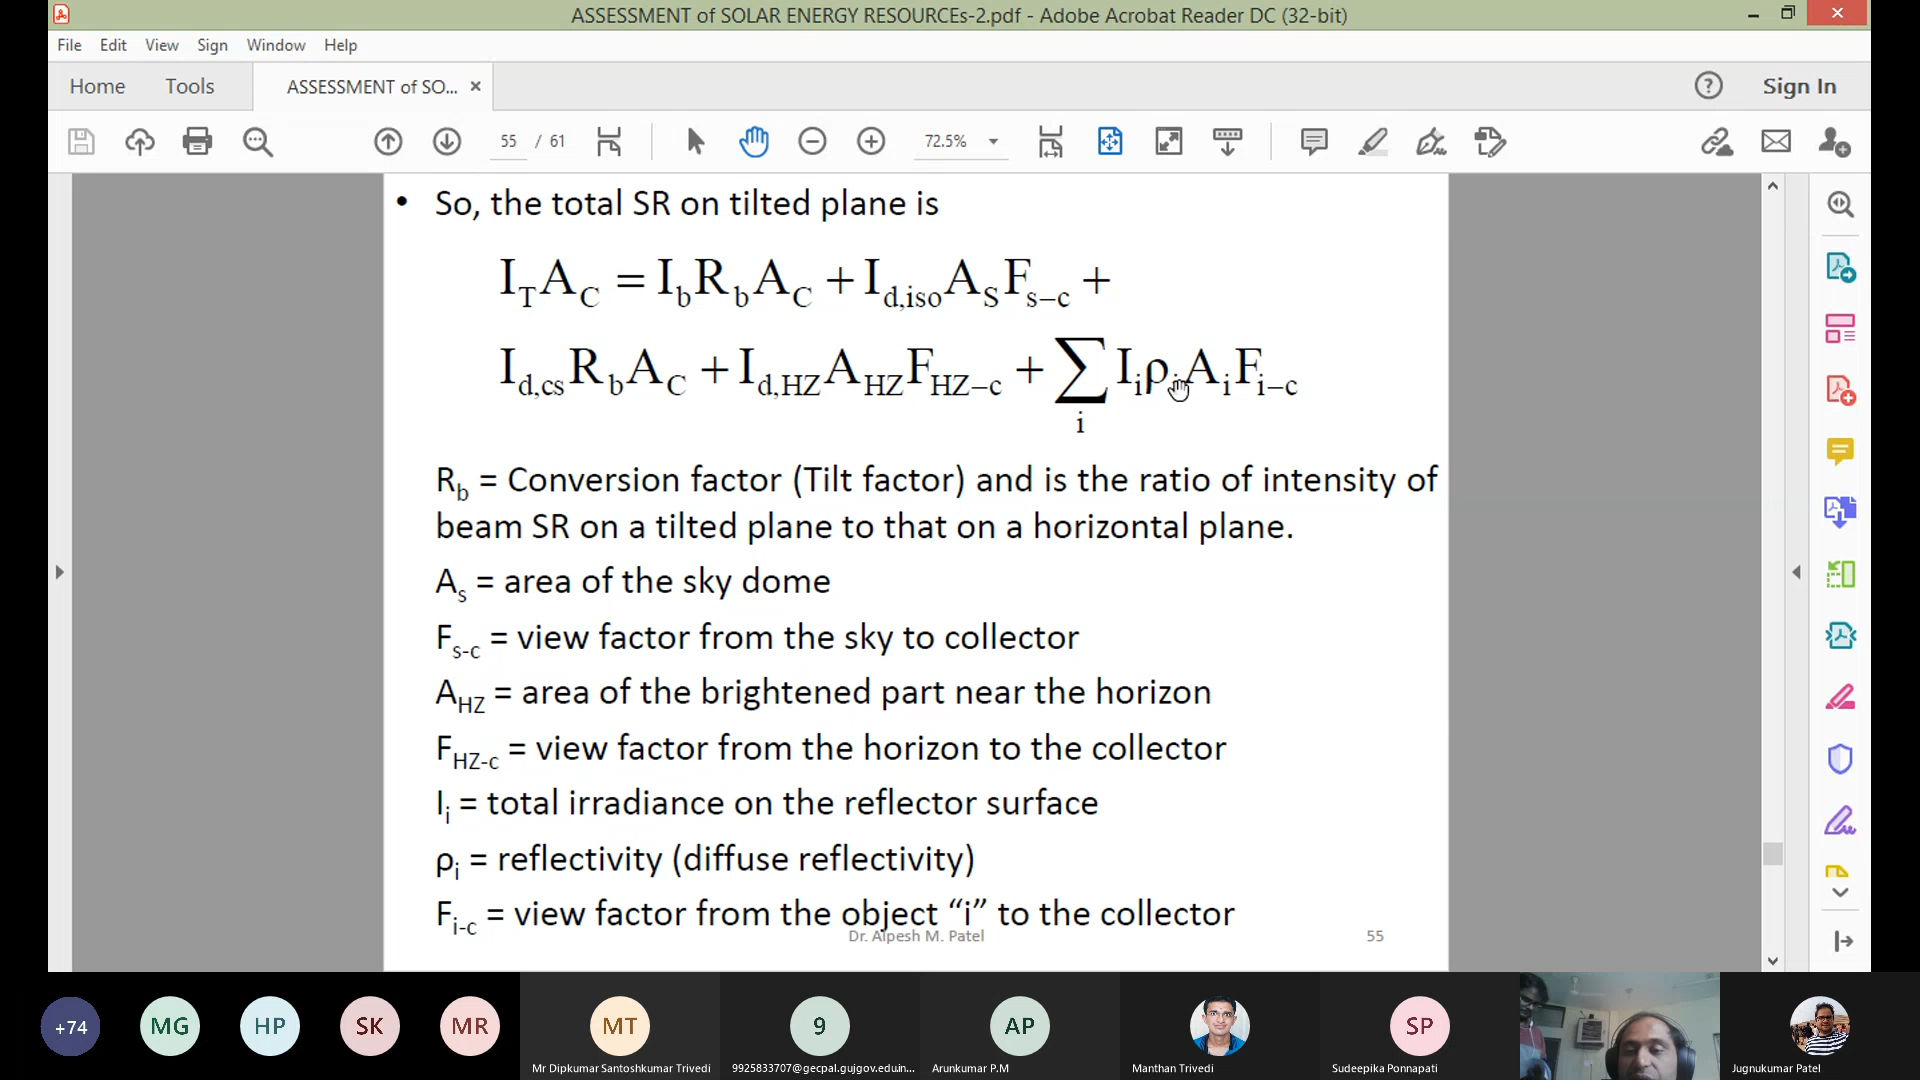 ASSESSMENT of SOLAR ENERGY RESOURCEs-2.pdf - Adobe Acrobat Reader DC (32-bit)
File Edit View Sign Window Help
Home Tools ASSESSMENT of SO... × ? Sign In
55 / 61 72.5%
• So, the total SR on tilted plane is
I_T A_C = I_b R_b A_C + I_d,iso A_S F_s–c +
I_d,cs R_b A_C + I_d,HZ A_HZ F_HZ–c + ∑_i I_i ρ_i A_i F_i–c
R_b = Conversion factor (Tilt factor) and is the ratio of intensity of
beam SR on a tilted plane to that on a horizontal plane.
A_s = area of the sky dome
F_s-c = view factor from the sky to collector
A_HZ = area of the brightened part near the horizon
F_HZ-c = view factor from the horizon to the collector
I_i = total irradiance on the reflector surface
ρ_i = reflectivity (diffuse reflectivity)
F_i-c = view factor from the object “i” to the collector
Dr. Alpesh M. Patel 55
+74 MG HP SK MR MT 9 AP SP
Mr Dipkumar Santoshkumar Trivedi 9925833707@gecpal.gujgov.eduin... Arunkumar P.M Manthan Trivedi Sudeepika Ponnapati Jugnukumar Patel